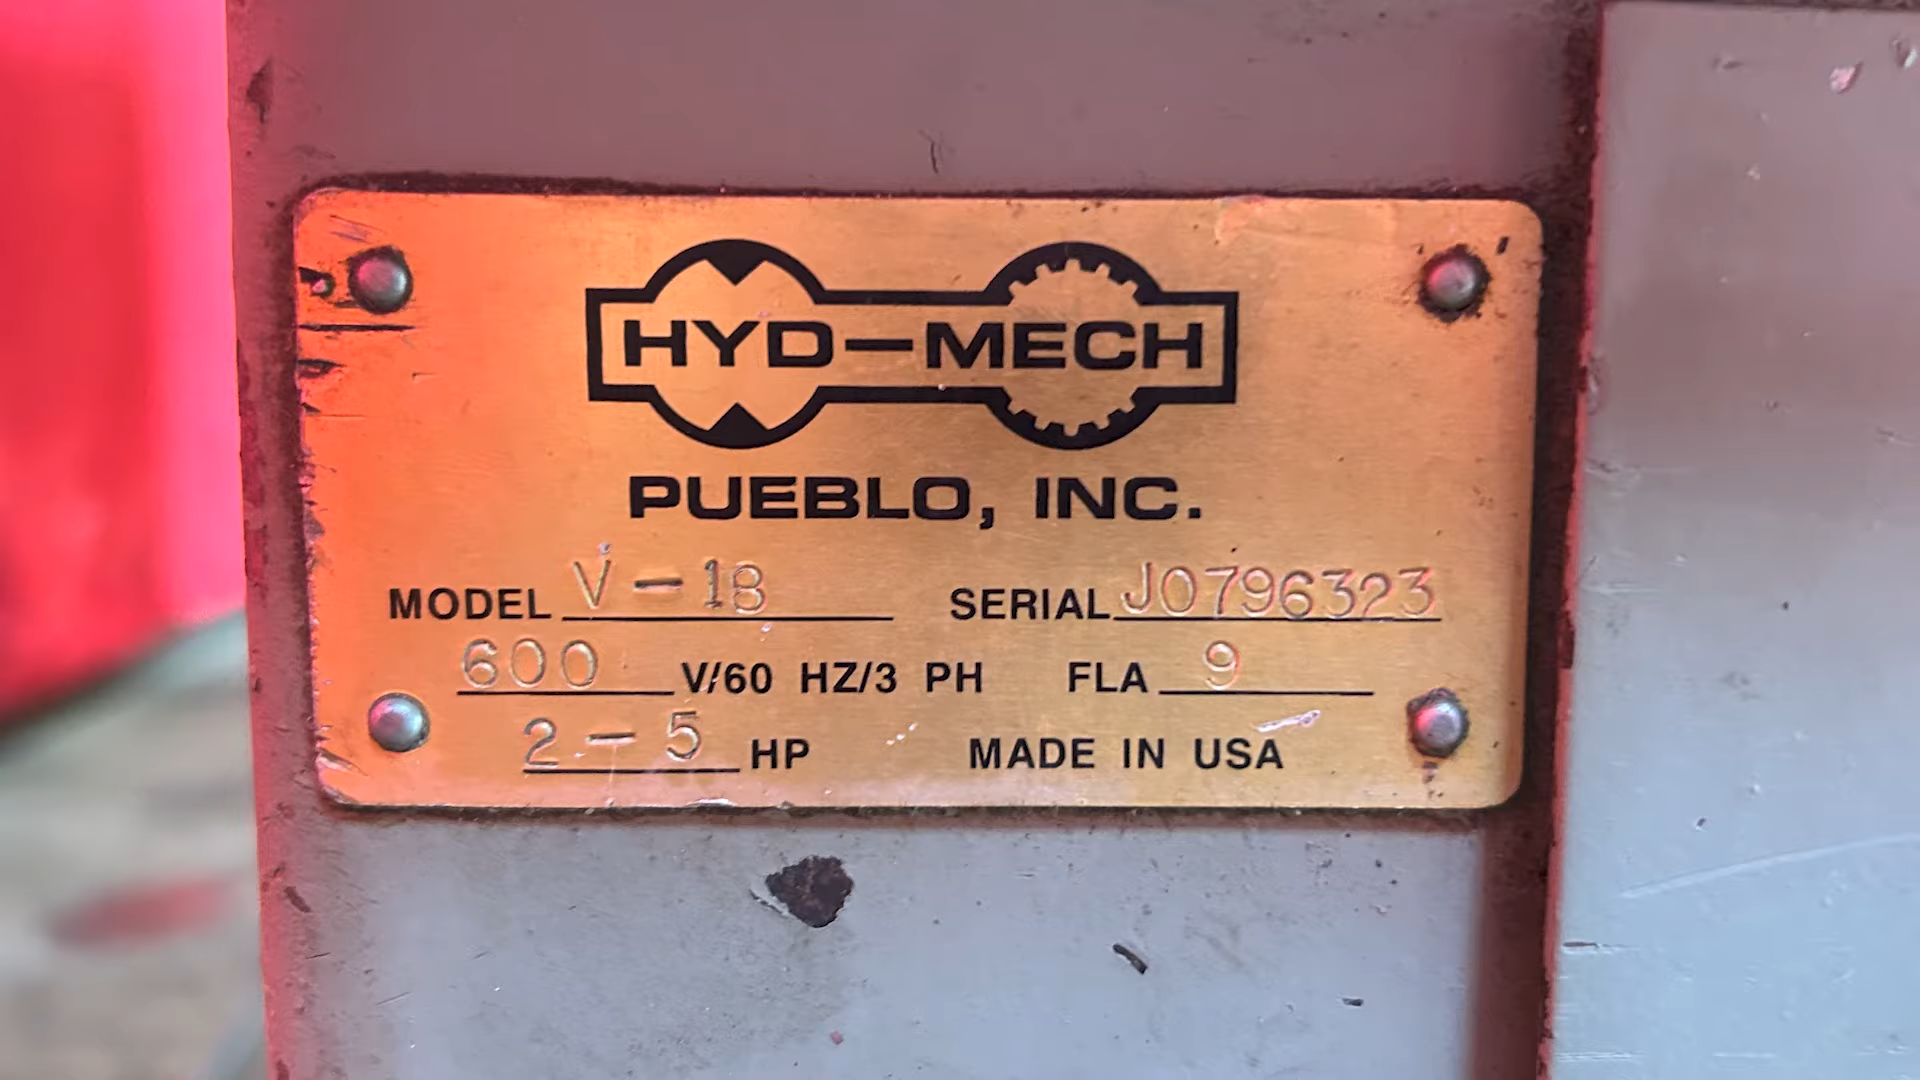 HYD-MECH
PUEBLO, INC.
MODEL V-18 SERIAL J0796323
600 V/60 HZ/3 PH FLA 9
2-5 HP MADE IN USA